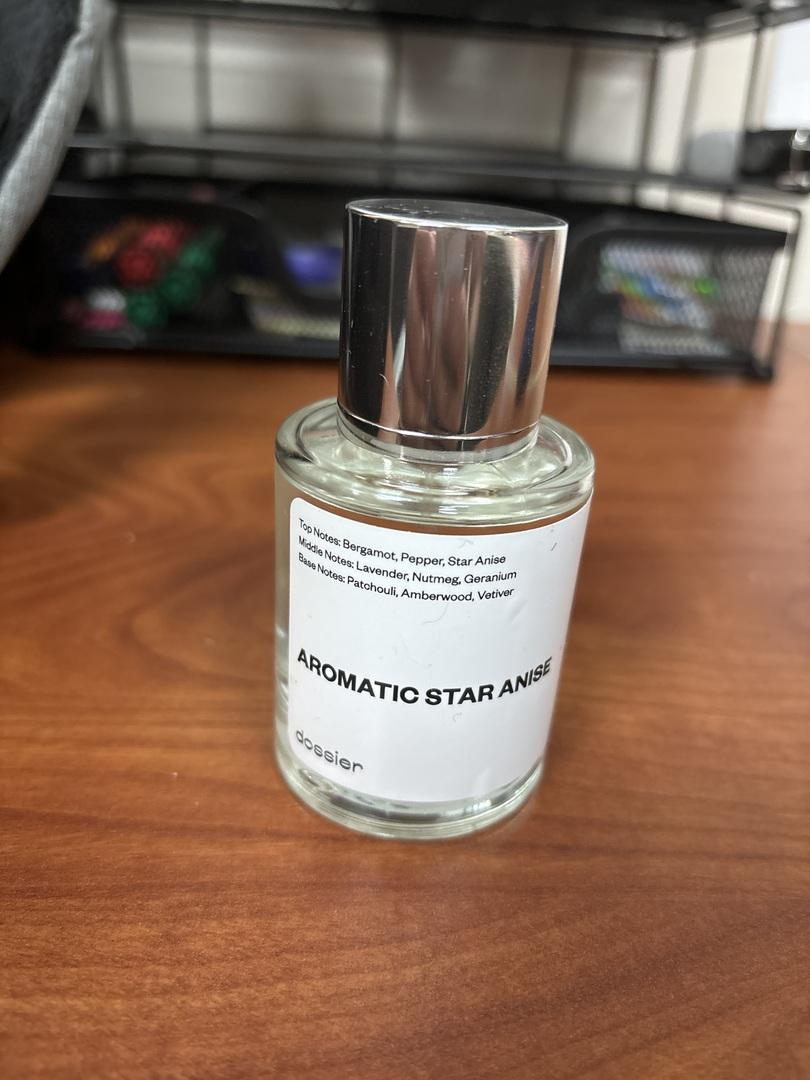 Top Notes: Bergamot, Pepper, Star Anise
Middle Notes: Lavender, Nutmeg, Geranium
Base Notes: Patchouli, Amberwood, Vetiver
AROMATIC STAR ANISE
dossier